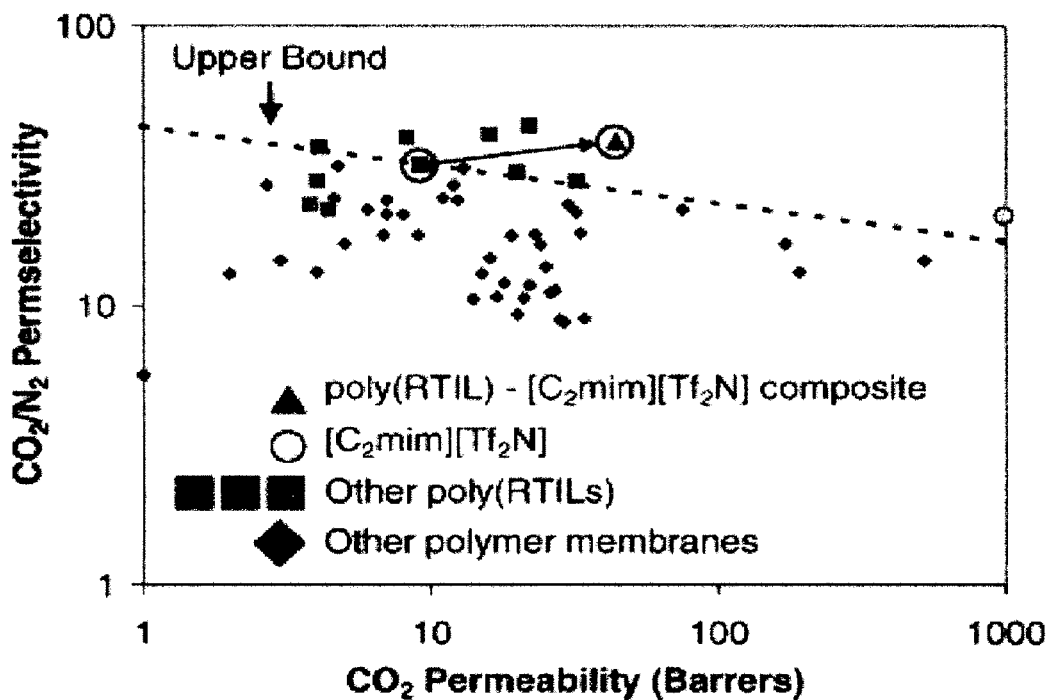 100
Upper Bound
CO₂/N₂ Permselectivity
10
poly(RTIL) - [C₂mim][Tf₂N] composite
[C₂mim][Tf₂N]
Other poly(RTILs)
Other polymer membranes
1
1 10 100 1000
CO₂ Permeability (Barrers)